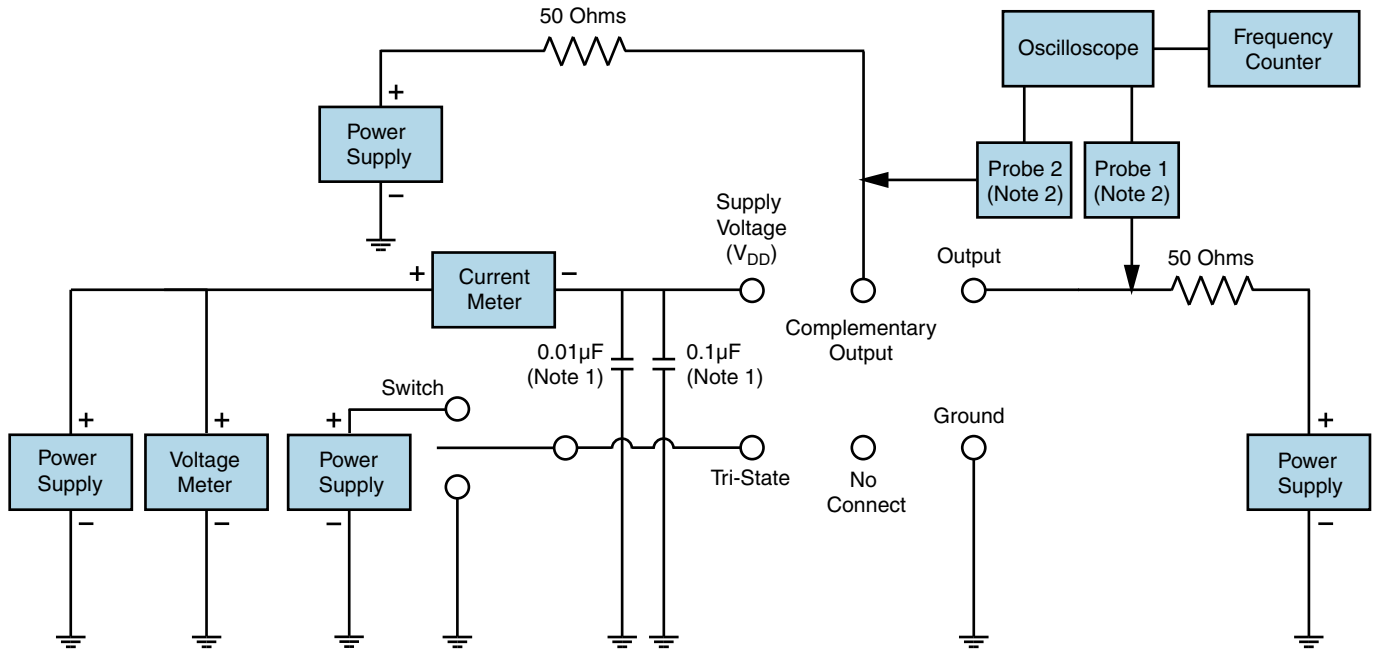 50 Ohms
Oscilloscope
Frequency
Counter
+
Power
Supply
−
Probe 2
(Note 2)
Probe 1
(Note 2)
Supply
Voltage
(VDD)
Output
50 Ohms
+
Current
Meter
−
Complementary
Output
0.01µF
(Note 1)
0.1µF
(Note 1)
Switch
Ground
+
Power
Supply
−
+
Voltage
Meter
−
+
Power
Supply
−
Tri-State
No
Connect
+
Power
Supply
−